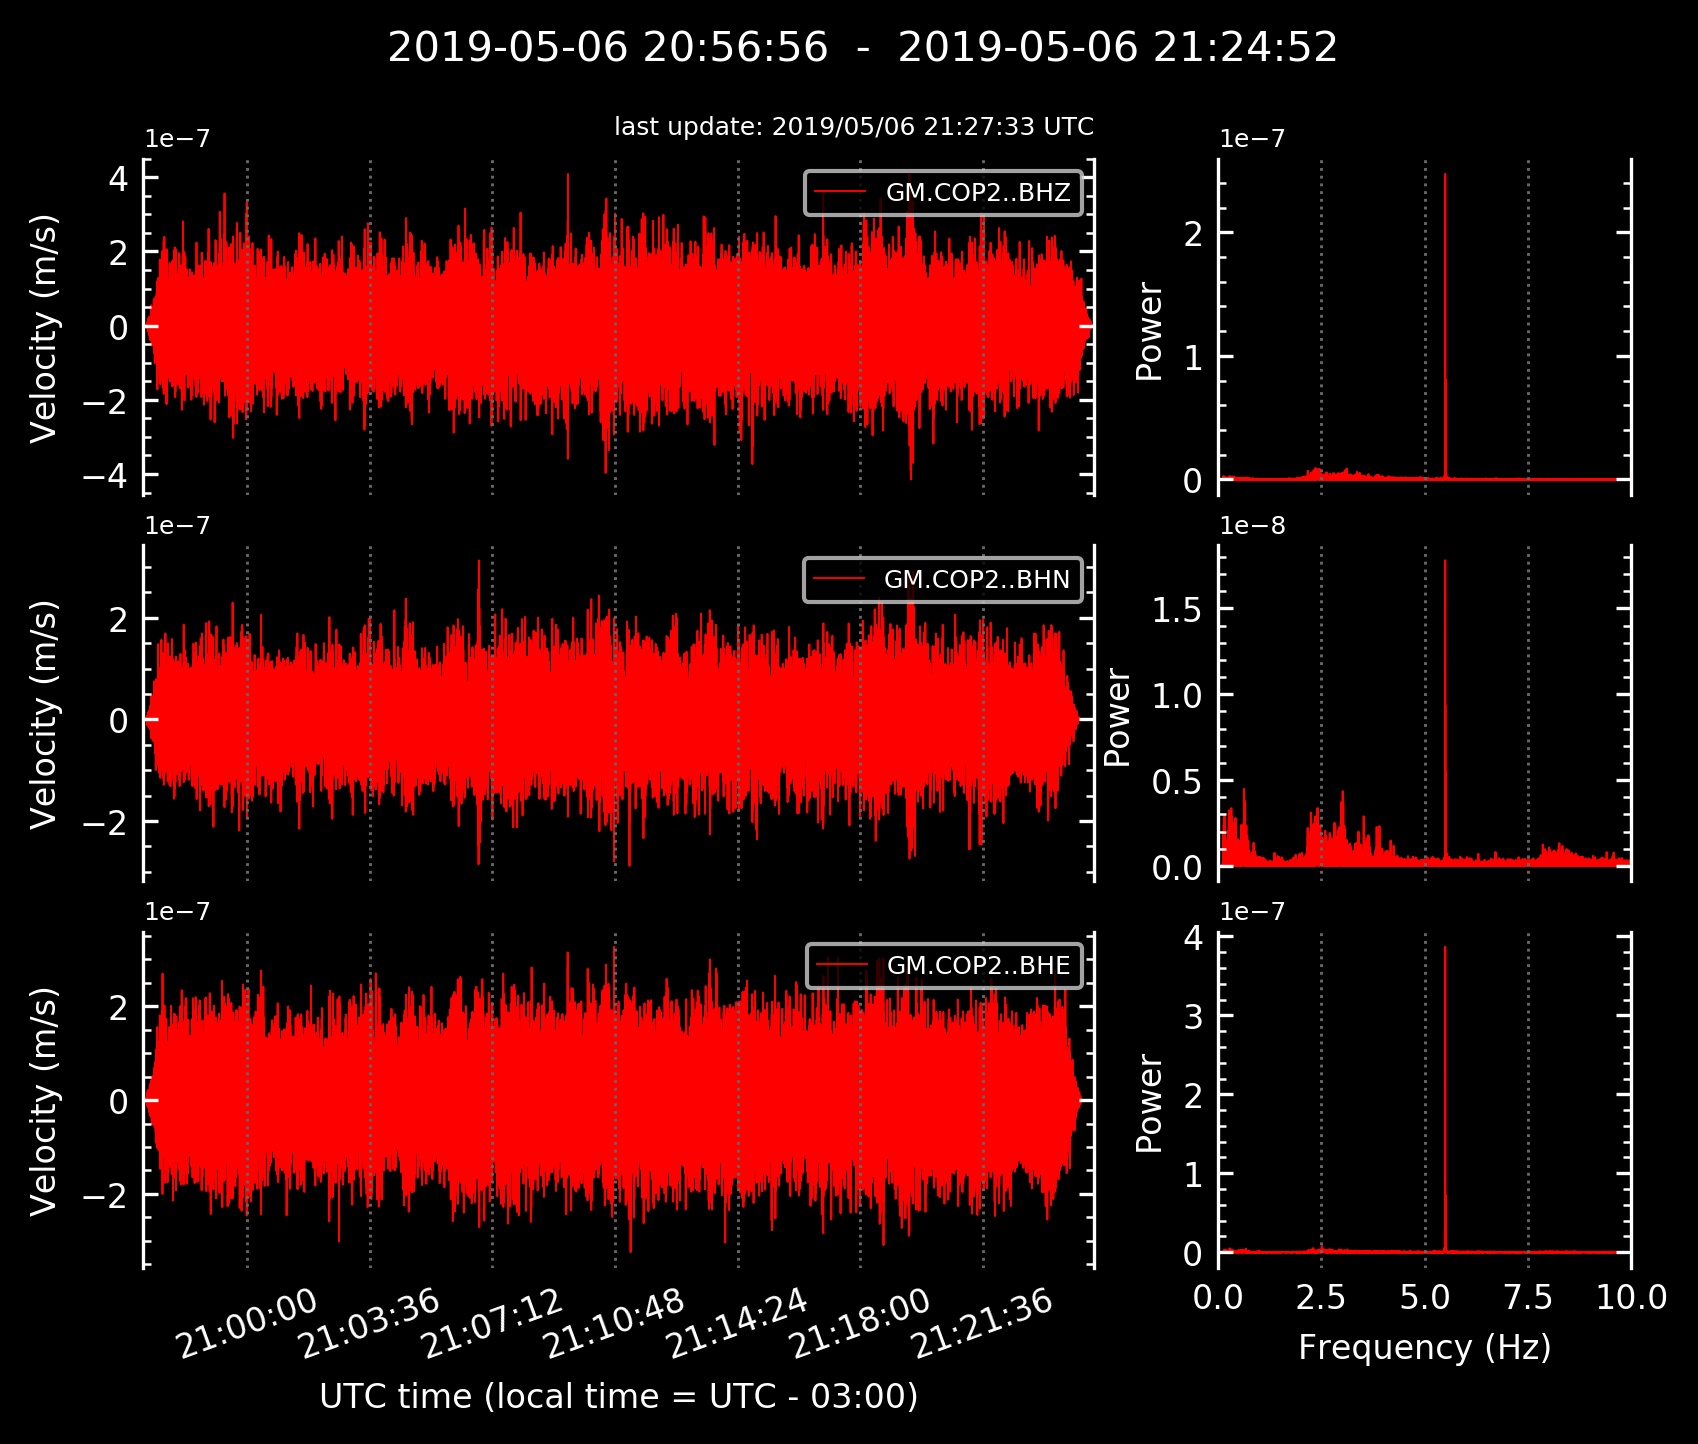 2019-05-06 20:56:56  -  2019-05-06 21:24:52
last update: 2019/05/06 21:27:33 UTC
1e−7
4
2
0
−2
−4
Velocity (m/s)
GM.COP2..BHZ
1e−7
2
1
0
Power
1e−7
2
0
−2
Velocity (m/s)
GM.COP2..BHN
1e−8
1.5
1.0
0.5
0.0
Power
1e−7
2
0
−2
Velocity (m/s)
GM.COP2..BHE
1e−7
4
3
2
1
0
Power
21:00:00 21:03:36 21:07:12 21:10:48 21:14:24 21:18:00 21:21:36
UTC time (local time = UTC - 03:00)
0.0 2.5 5.0 7.5 10.0
Frequency (Hz)